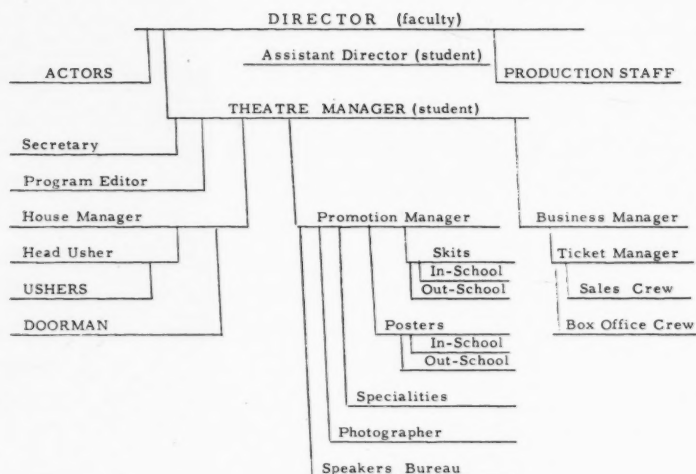 DIRECTOR (faculty)
Assistant Director (student)
ACTORS
PRODUCTION STAFF
THEATRE MANAGER (student)
Secretary
Program Editor
House Manager
Promotion Manager
Business Manager
Head Usher
Skits
Ticket Manager
In-School
USHERS
Out-School
Sales Crew
DOORMAN
Posters
Box Office Crew
In-School
Out-School
Specialities
Photographer
Speakers Bureau